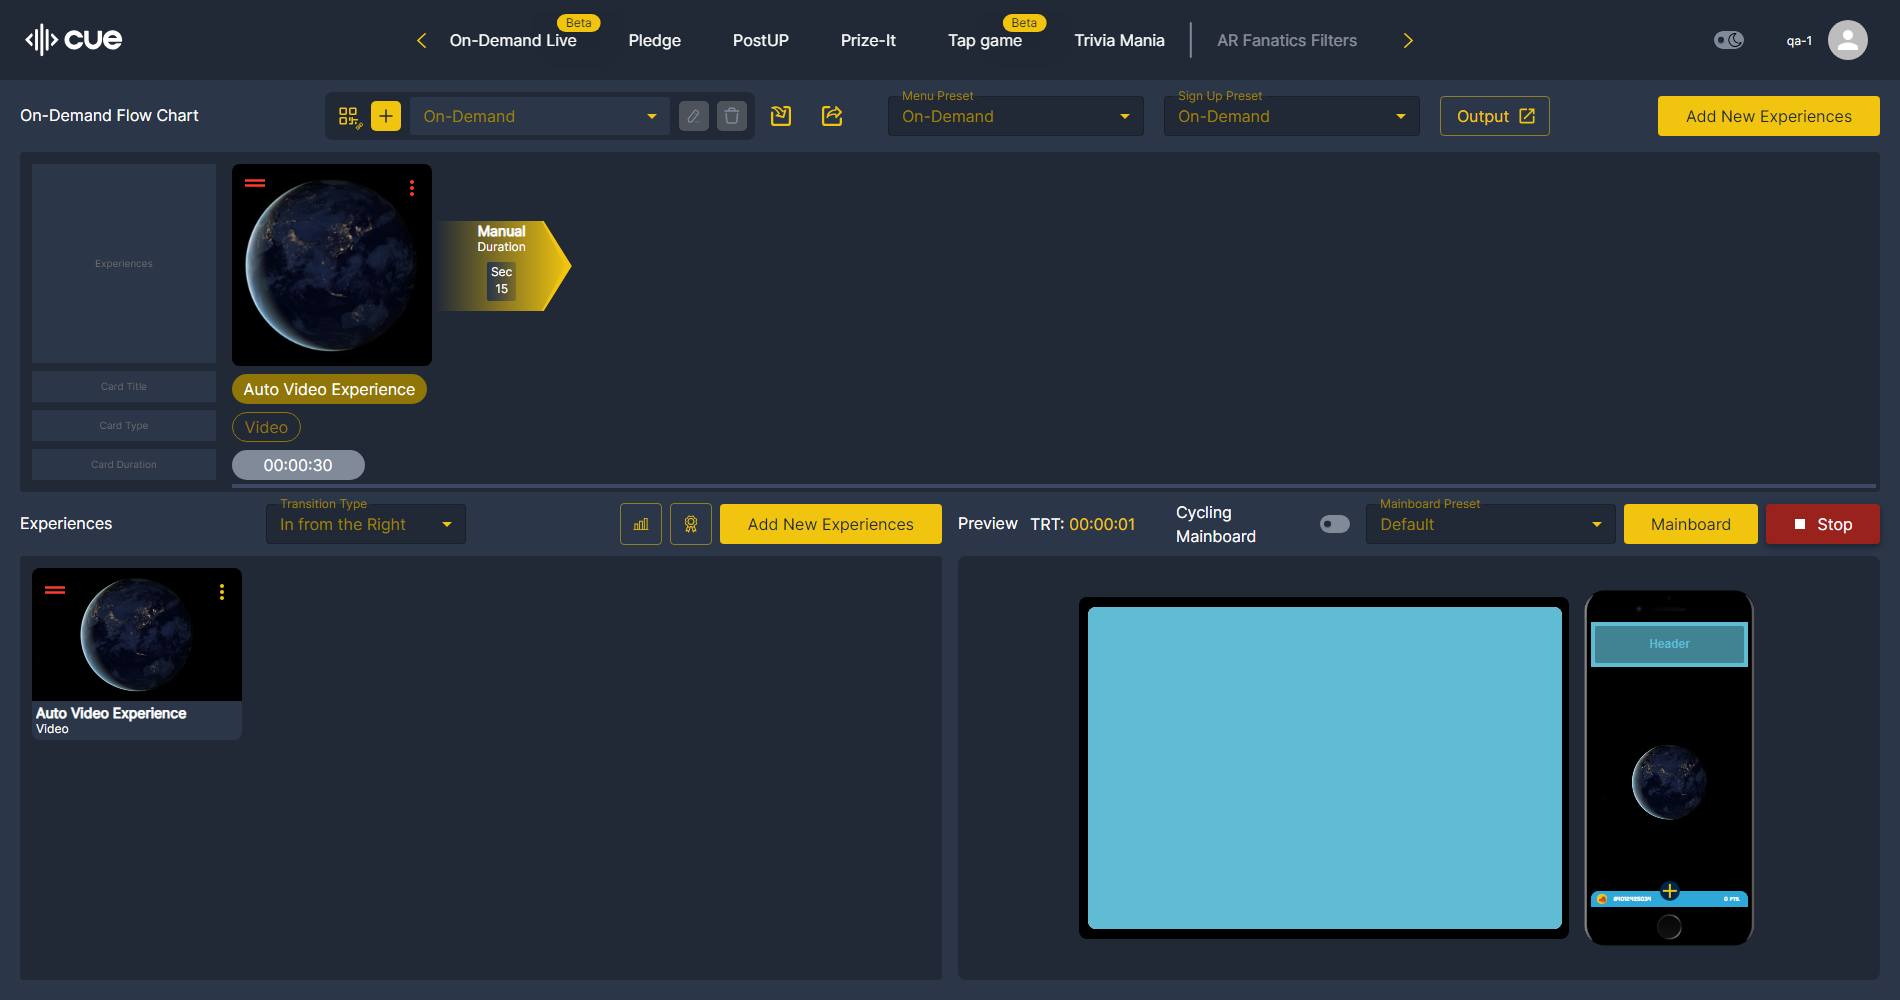 cue
On-Demand Live
Beta
Pledge
PostUP
Prize-It
Tap game
Beta
Trivia Mania
AR Fanatics Filters
qa-1
On-Demand Flow Chart
On-Demand
Menu Preset
On-Demand
Sign Up Preset
On-Demand
Output
Add New Experiences
Experiences
Card Title
Card Type
Card Duration
Manual
Duration
Sec
15
Auto Video Experience
Video
00:00:30
Experiences
Transition Type
In from the Right
Add New Experiences
Preview
TRT: 00:00:01
Cycling
Mainboard
Mainboard Preset
Default
Mainboard
Stop
Auto Video Experience
Video
Header
0 PTS.